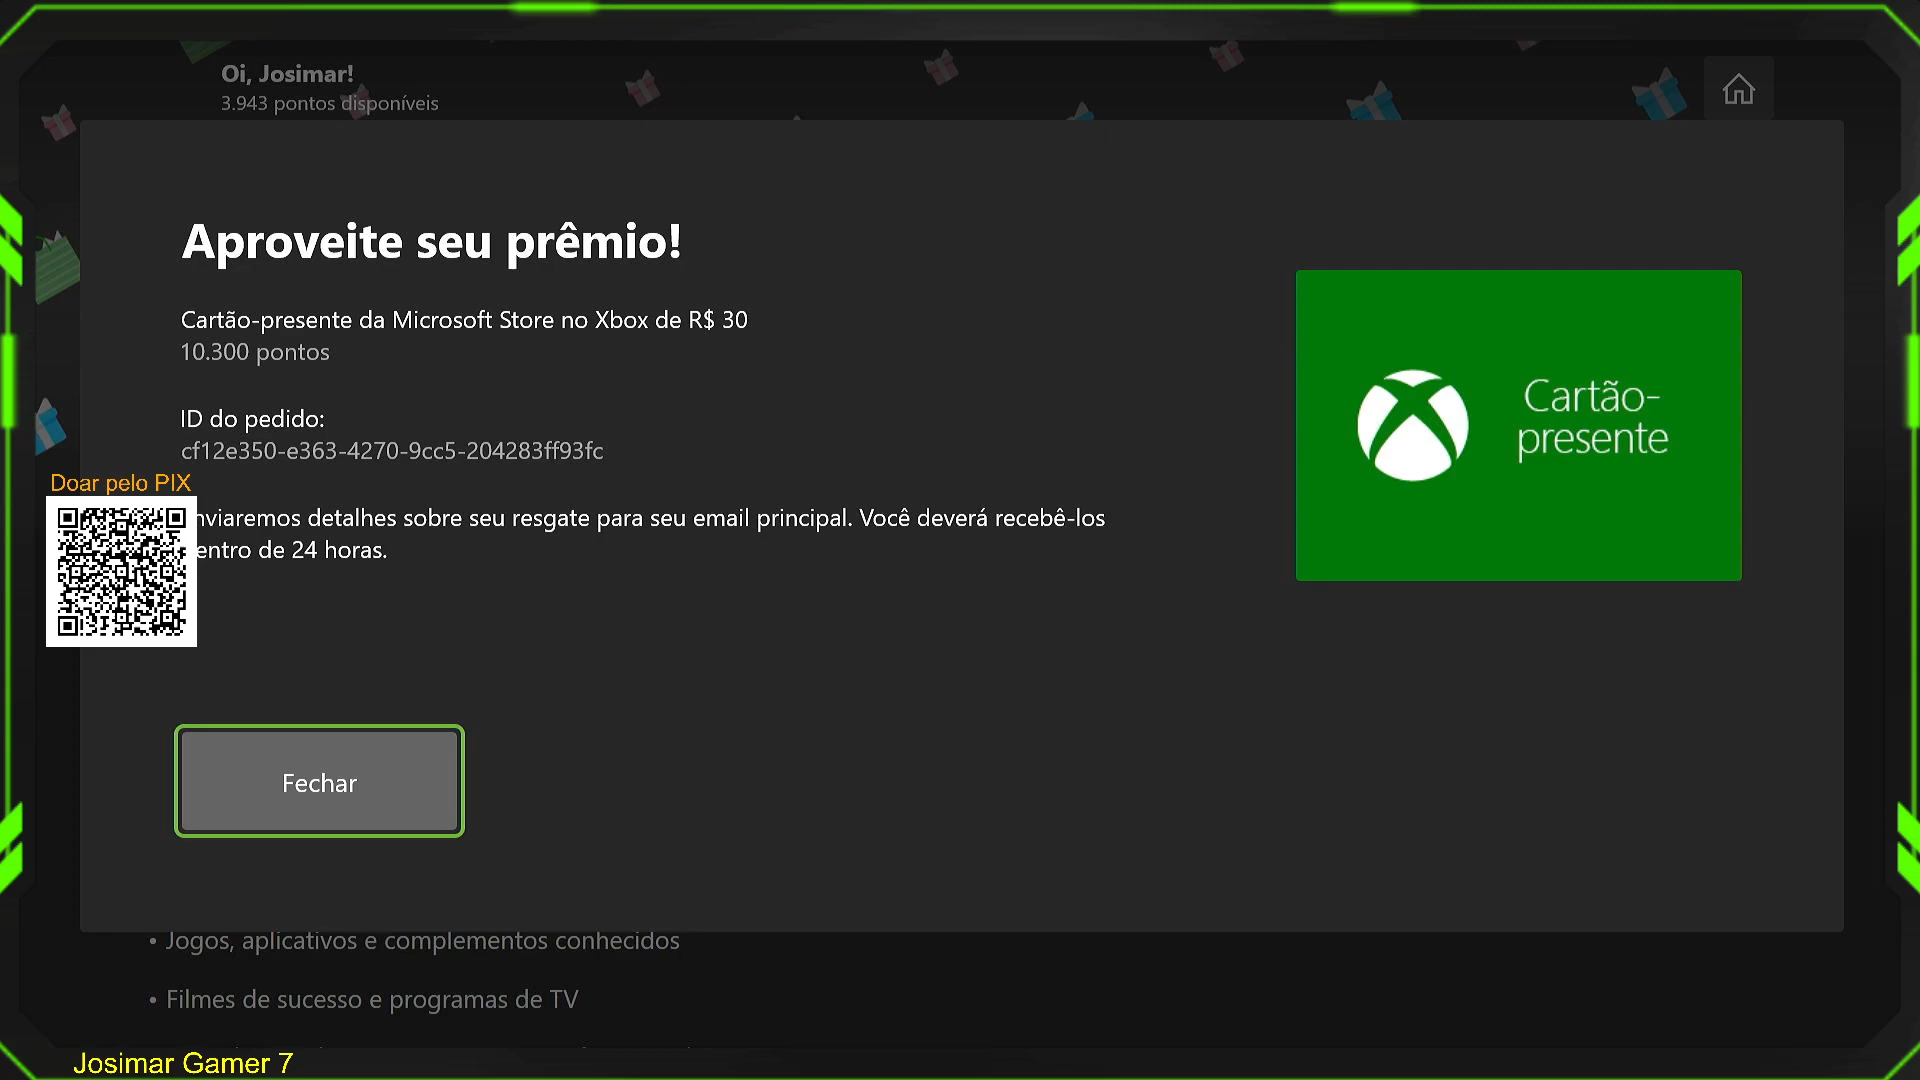 Oi, Josimar!
3.943 pontos disponíveis
Aproveite seu prêmio!
Cartão-presente da Microsoft Store no Xbox de R$ 30
10.300 pontos
ID do pedido:
cf12e350-e363-4270-9cc5-204283ff93fc
Doar pelo PIX
nviaremos detalhes sobre seu resgate para seu email principal. Você deverá recebê-los
entro de 24 horas.
Cartão-
presente
Fechar
• Jogos, aplicativos e complementos conhecidos
• Filmes de sucesso e programas de TV
Josimar Gamer 7